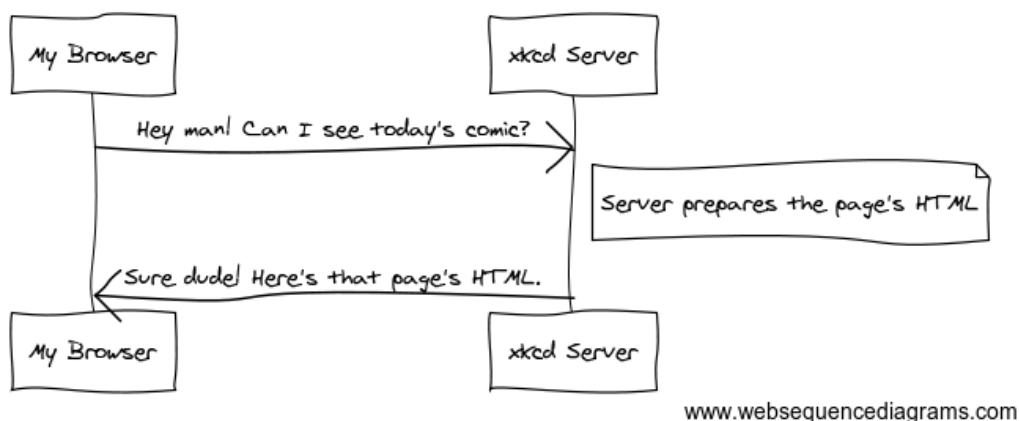 My Browser
xkcd Server
Hey man! Can I see today's comic?
Server prepares the page's HTML
Sure dude! Here's that page's HTML.
My Browser
xkcd Server
www.websequencediagrams.com